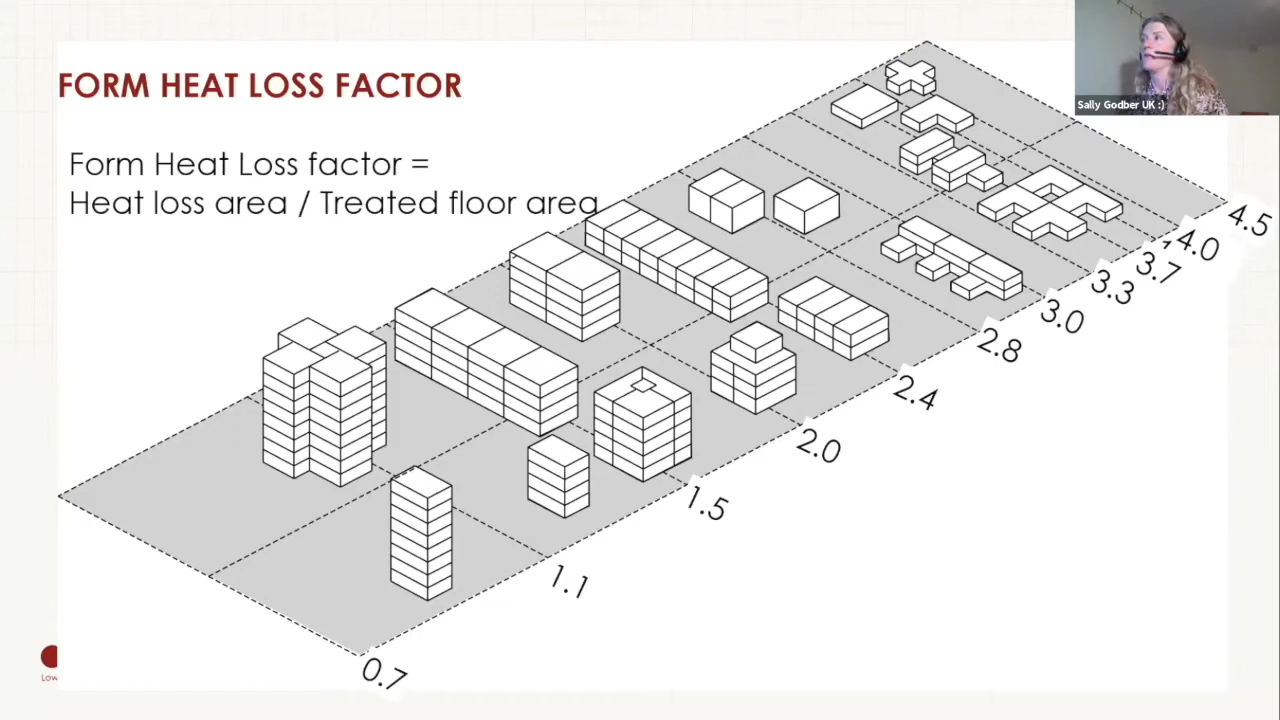 FORM HEAT LOSS FACTOR
Form Heat Loss factor =
Heat loss area / Treated floor area
Sally Godber UK :)
4.5
4.0
3.7
3.3
3.0
2.8
2.4
2.0
1.5
1.1
0.7
Low